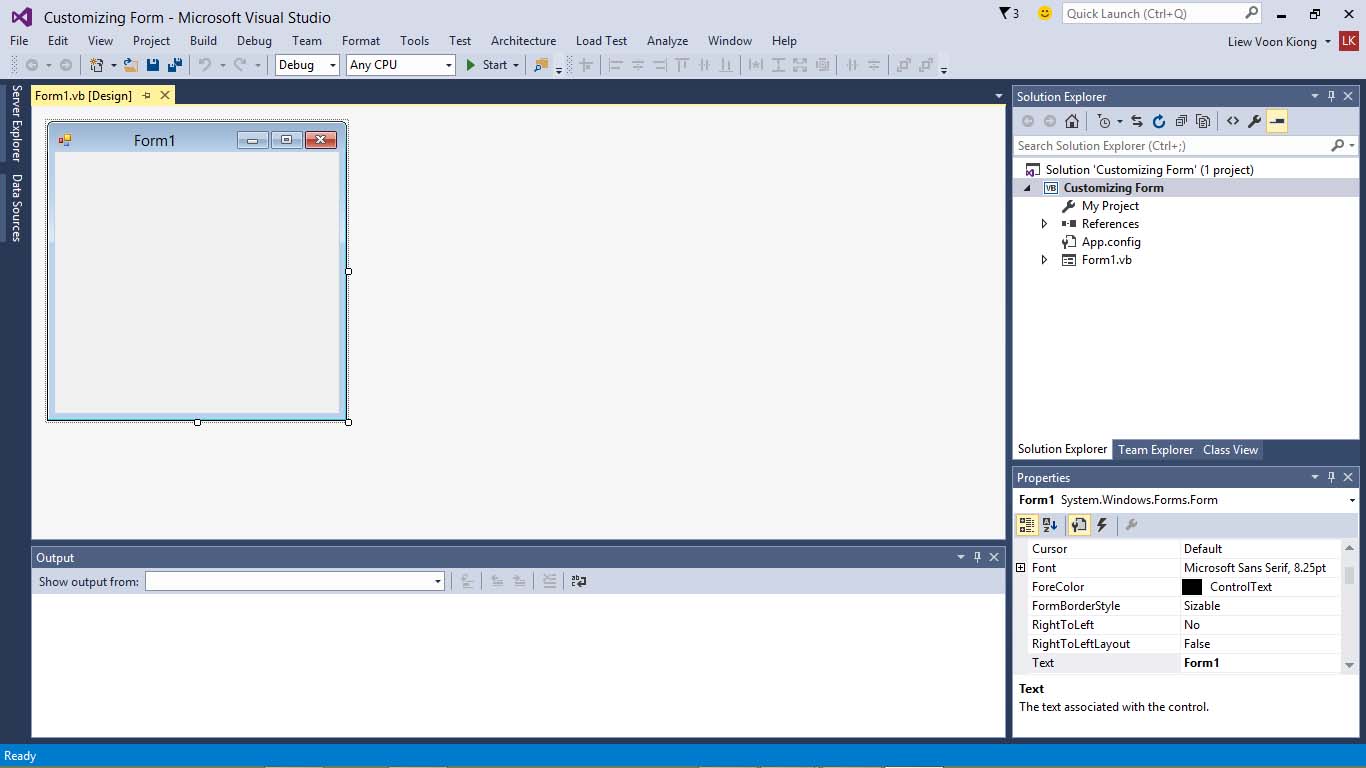 Customizing Form - Microsoft Visual Studio
3
Quick Launch (Ctrl+Q)
File Edit View Project Build Debug Team Format Tools Test Architecture Load Test Analyze Window Help
Liew Voon Kiong
LK
Debug
Any CPU
Start
Server Explorer
Data Sources
Form1.vb [Design]
Form1
Solution Explorer
Search Solution Explorer (Ctrl+;)
Solution 'Customizing Form' (1 project)
VB Customizing Form
My Project
References
App.config
Form1.vb
Solution Explorer Team Explorer Class View
Properties
Form1 System.Windows.Forms.Form
Cursor Default
Font Microsoft Sans Serif, 8.25pt
ForeColor ControlText
FormBorderStyle Sizable
RightToLeft No
RightToLeftLayout False
Text Form1
Text
The text associated with the control.
Output
Show output from:
Ready